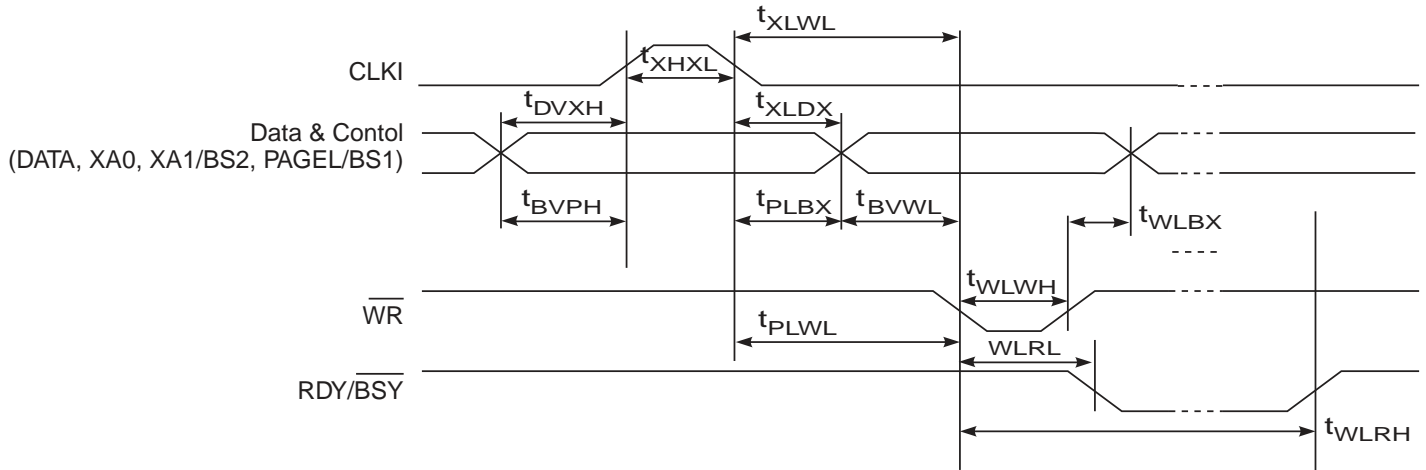 tXLWL
CLKI
tXHXL
tDVXH
tXLDX
Data & Contol
(DATA, XA0, XA1/BS2, PAGEL/BS1)
tBVPH
tPLBX
tBVWL
tWLBX
tWLWH
WR
tPLWL
WLRL
RDY/BSY
tWLRH